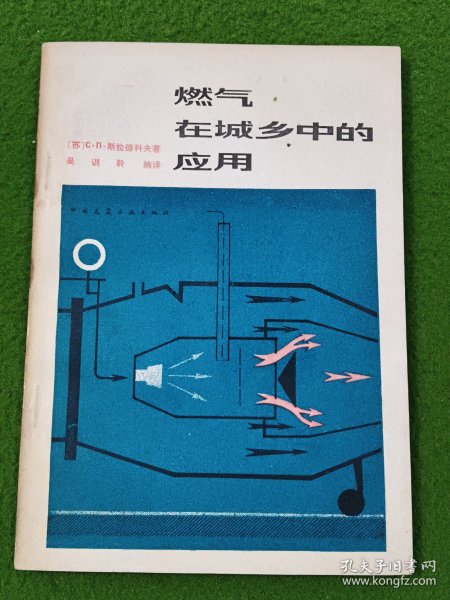 燃气
在城乡中的
应用
〔苏〕С·П·斯拉德科夫著
吴训聆 摘译
中国建筑工业出版社
孔夫子旧书网
www.kongfz.com